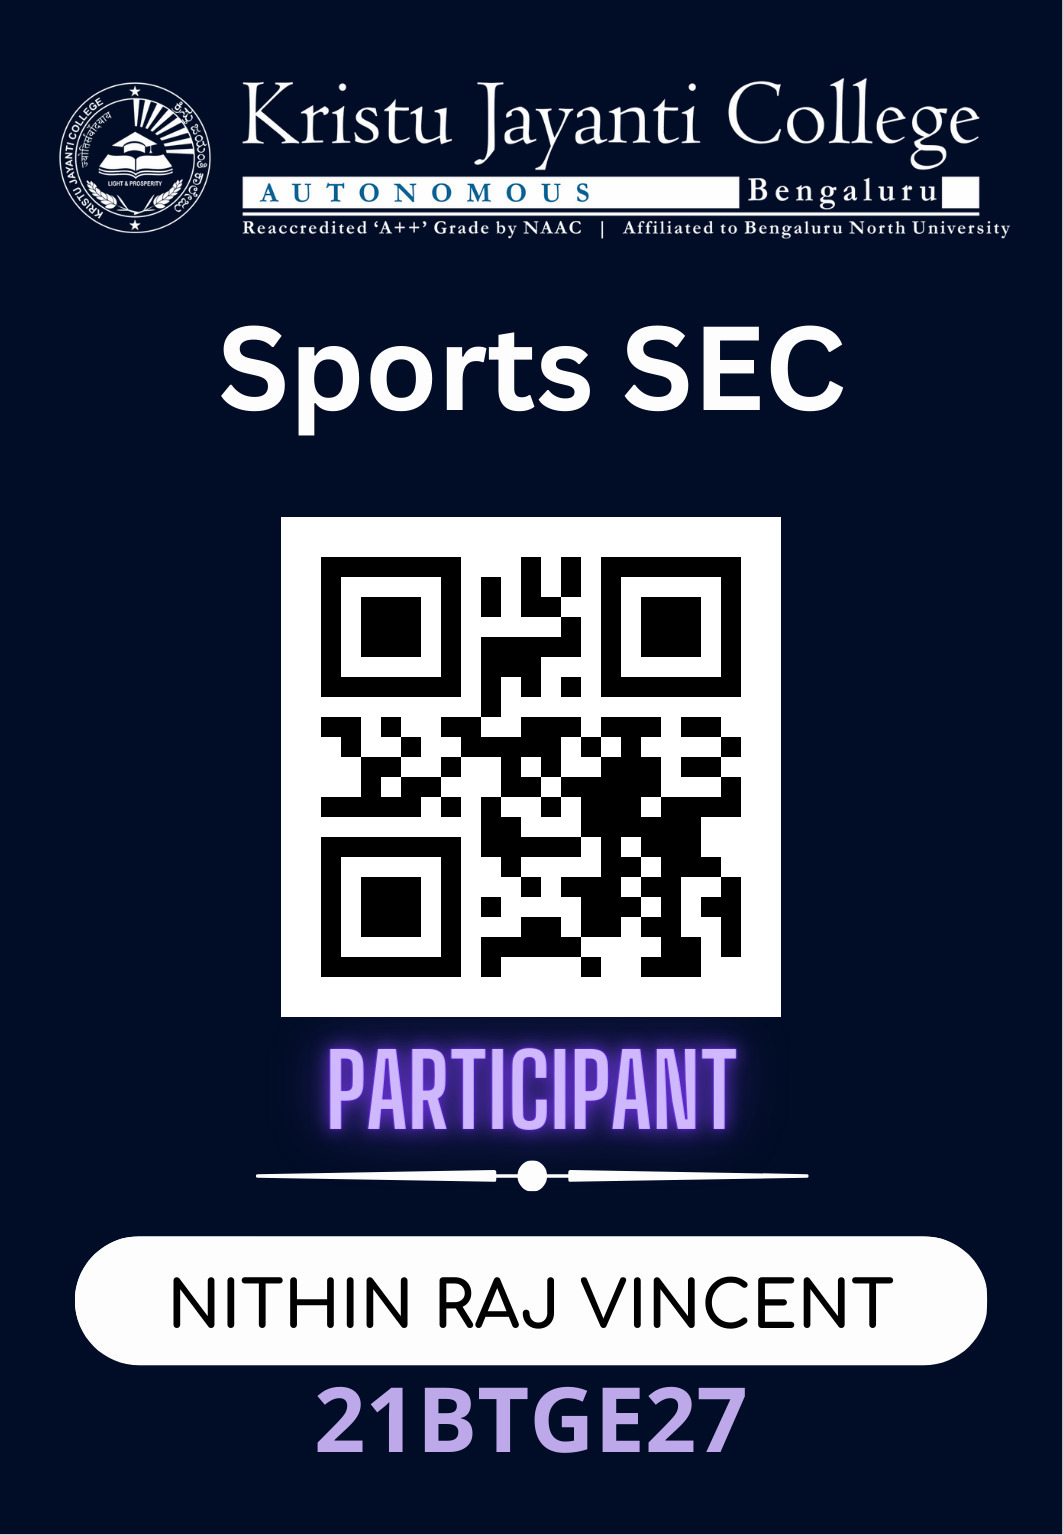 KRISTU JAYANTI COLLEGE
ज्योतिसंवादयाय
LIGHT & PROSPERITY
Kristu Jayanti College
AUTONOMOUS Bengaluru
Reaccredited ‘A++’ Grade by NAAC | Affiliated to Bengaluru North University
Sports SEC
PARTICIPANT
NITHIN RAJ VINCENT
21BTGE27